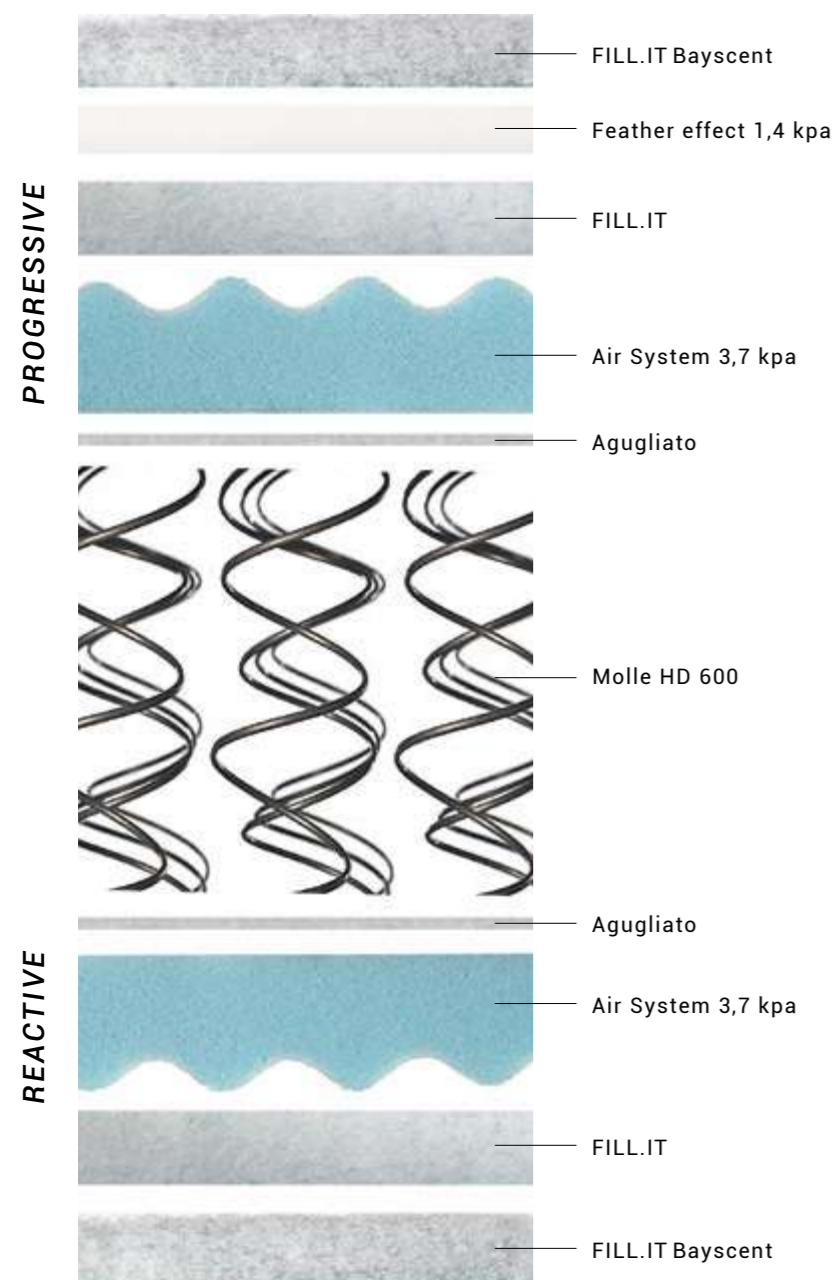 FILL.IT Bayscent
Feather effect 1,4 kpa
PROGRESSIVE
FILL.IT
Air System 3,7 kpa
Agugliato
Molle HD 600
Agugliato
REACTIVE
Air System 3,7 kpa
FILL.IT
FILL.IT Bayscent